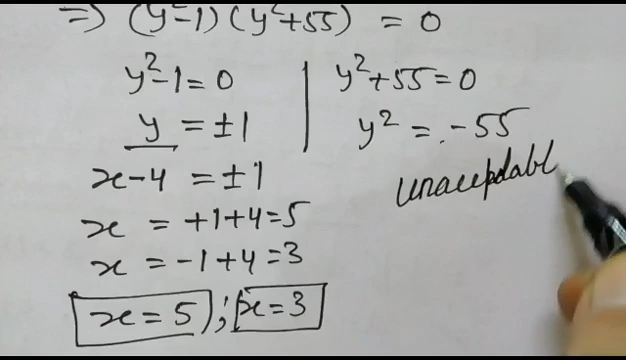 => (y²-1)(y²+55) = 0
y²-1=0
y = ±1
x-4 = ±1
x = +1+4=5
x = -1+4=3
x=5 ; x=3
y²+55=0
y² = -55
unaccepdabl